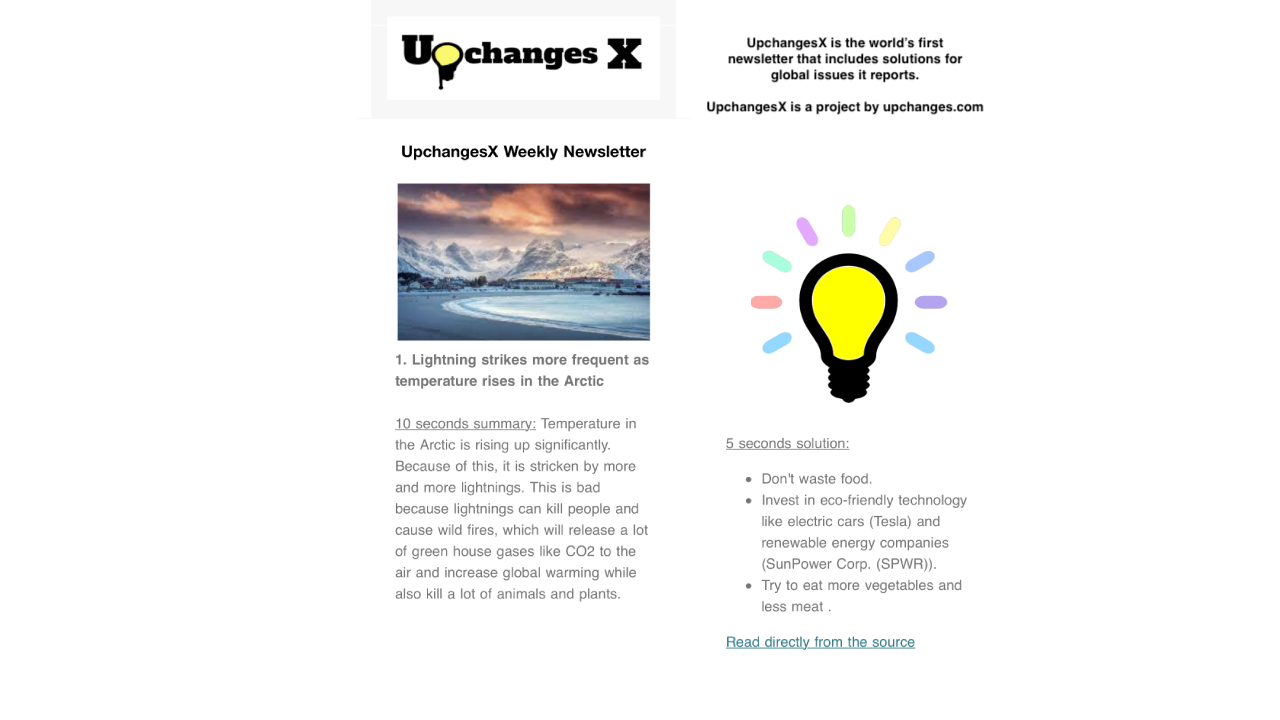 Upchanges X
UpchangesX is the world's first
newsletter that includes solutions for
global issues it reports.
UpchangesX is a project by upchanges.com
UpchangesX Weekly Newsletter
1. Lightning strikes more frequent as
temperature rises in the Arctic
10 seconds summary: Temperature in
the Arctic is rising up significantly.
Because of this, it is stricken by more
and more lightnings. This is bad
because lightnings can kill people and
cause wild fires, which will release a lot
of green house gases like CO2 to the
air and increase global warming while
also kill a lot of animals and plants.
5 seconds solution:
• Don't waste food.
• Invest in eco-friendly technology
like electric cars (Tesla) and
renewable energy companies
(SunPower Corp. (SPWR)).
• Try to eat more vegetables and
less meat .
Read directly from the source